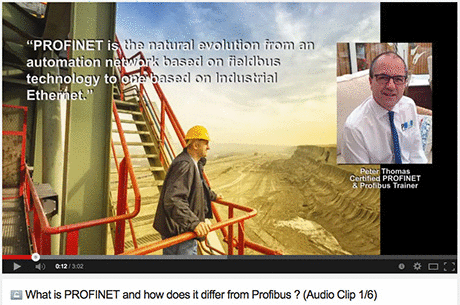 “PROFINET is the natural evolution from an
automation network based on fieldbus
technology to one based on Industrial
Ethernet.”
Peter Thomas
Certified PROFINET
& Profibus Trainer
0:12 / 3:02
What is PROFINET and how does it differ from Profibus ? (Audio Clip 1/6)